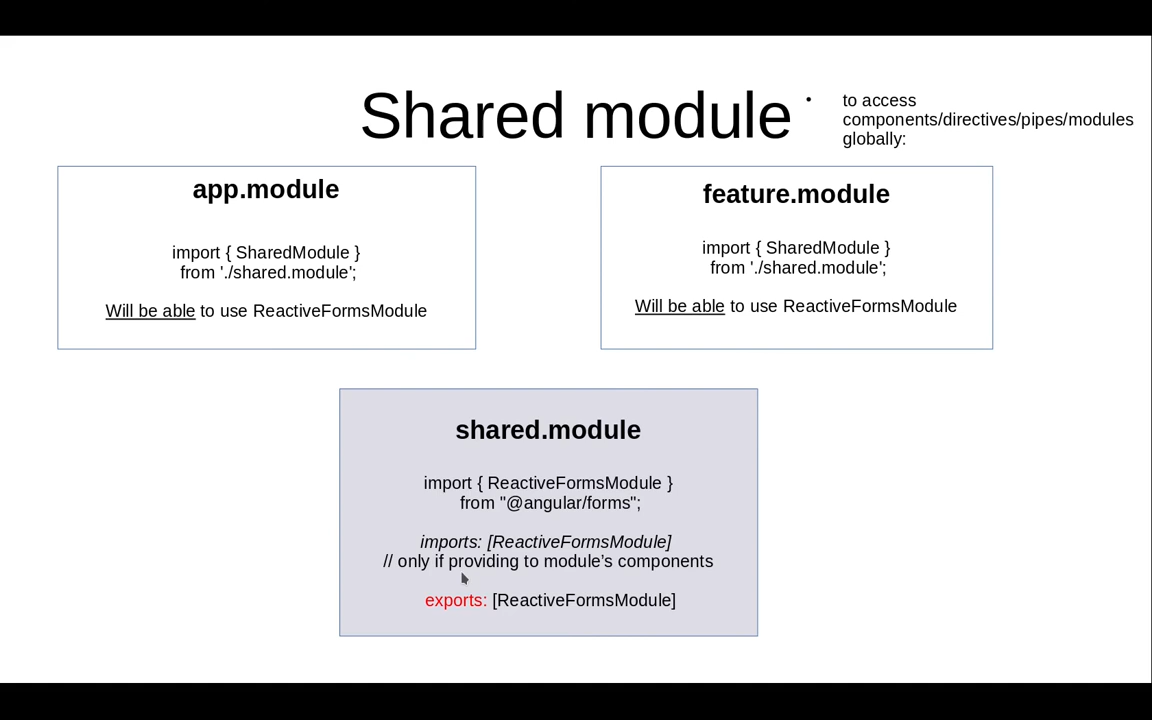 Shared module
• to access
components/directives/pipes/modules
globally:
app.module
import { SharedModule }
from './shared.module';
Will be able to use ReactiveFormsModule
feature.module
import { SharedModule }
from './shared.module';
Will be able to use ReactiveFormsModule
shared.module
import { ReactiveFormsModule }
from "@angular/forms";
imports: [ReactiveFormsModule]
// only if providing to module’s components
exports: [ReactiveFormsModule]